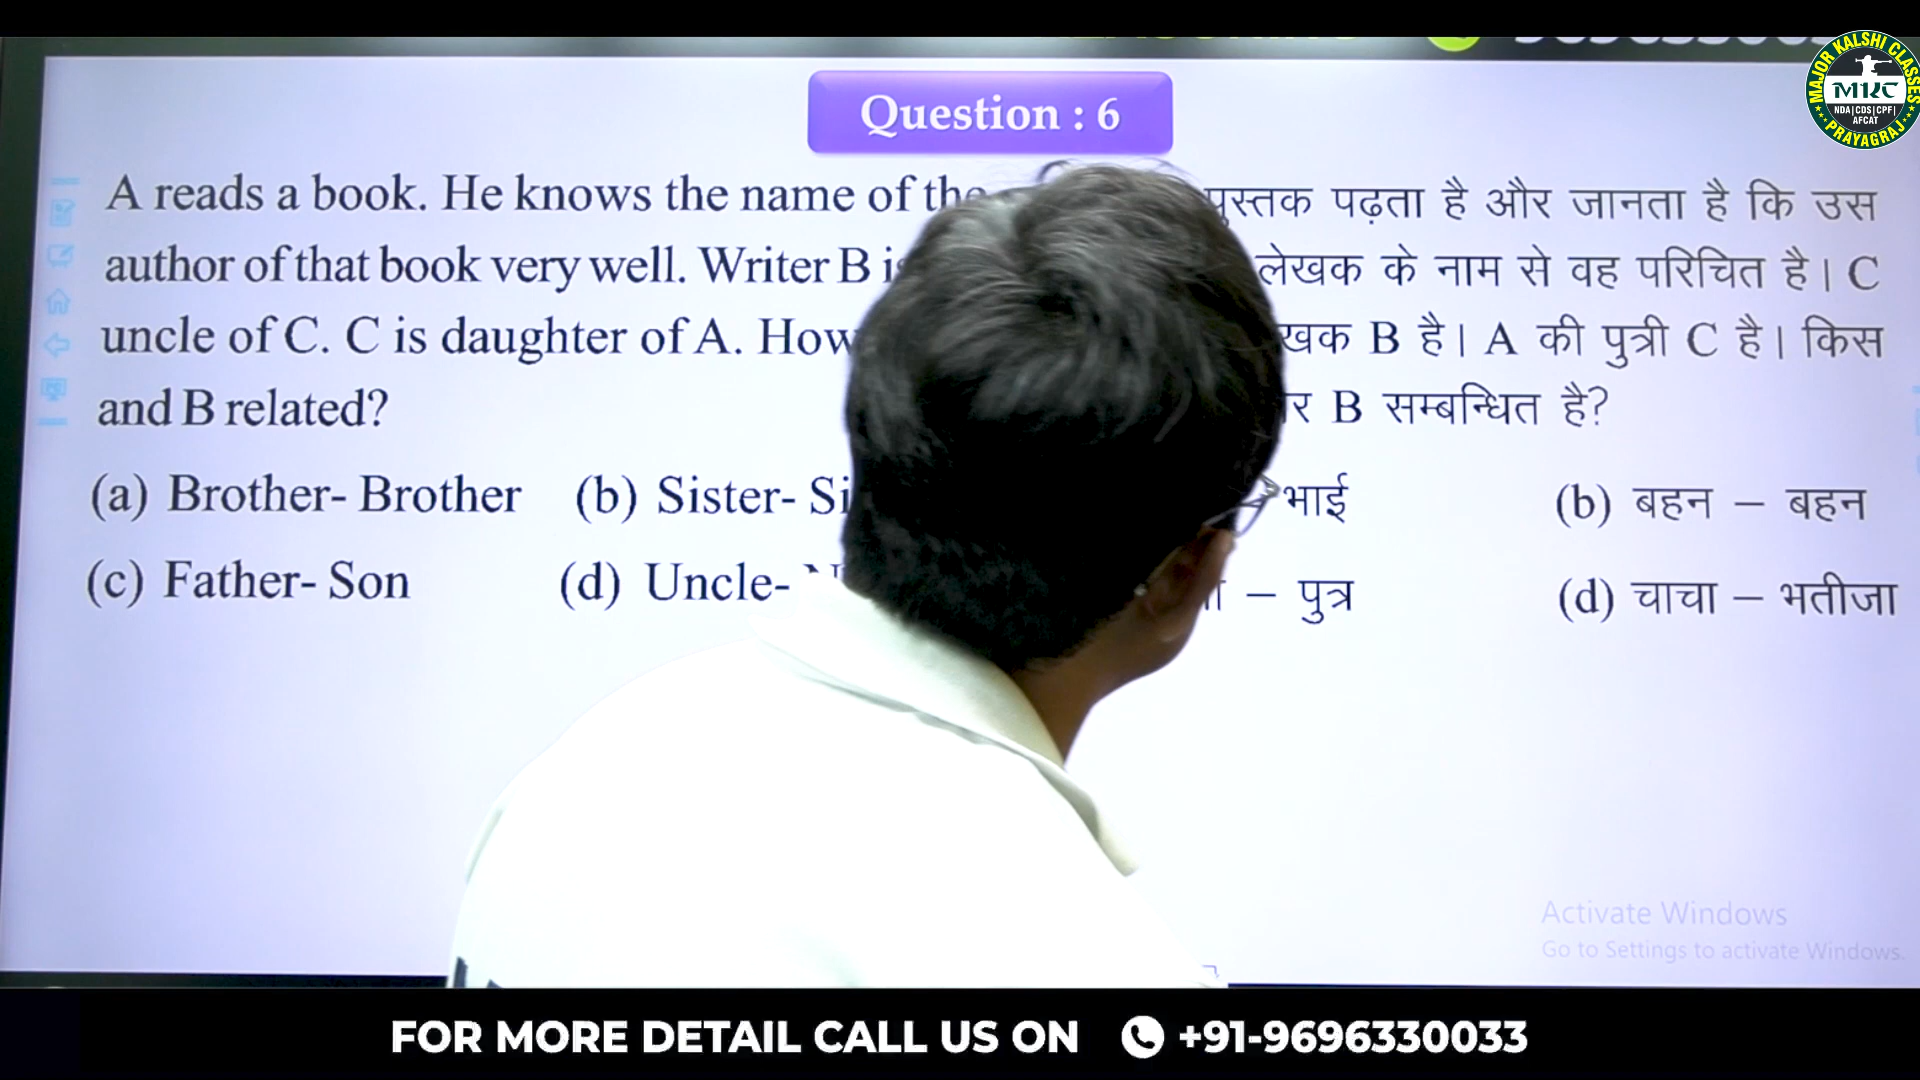 Question : 6
A reads a book. He knows the name of the
author of that book very well. Writer B is
uncle of C. C is daughter of A. How
and B related?
(a) Brother- Brother (b) Sister-
(c) Father- Son (d) Uncle-
पुस्तक पढ़ता है और जानता है कि उस
लेखक के नाम से वह परिचित है। C
B है। A की पुत्री C है। किस
B सम्बन्धित है?
भाई (b) बहन – बहन
– पुत्र (d) चाचा – भतीजा
MAJOR KALSHI CLASSES
MKC
NDA|CDS|CPF|
AFCAT
PRAYAGRAJ
Activate Windows
Go to Settings to activate Windows.
FOR MORE DETAIL CALL US ON +91-9696330033